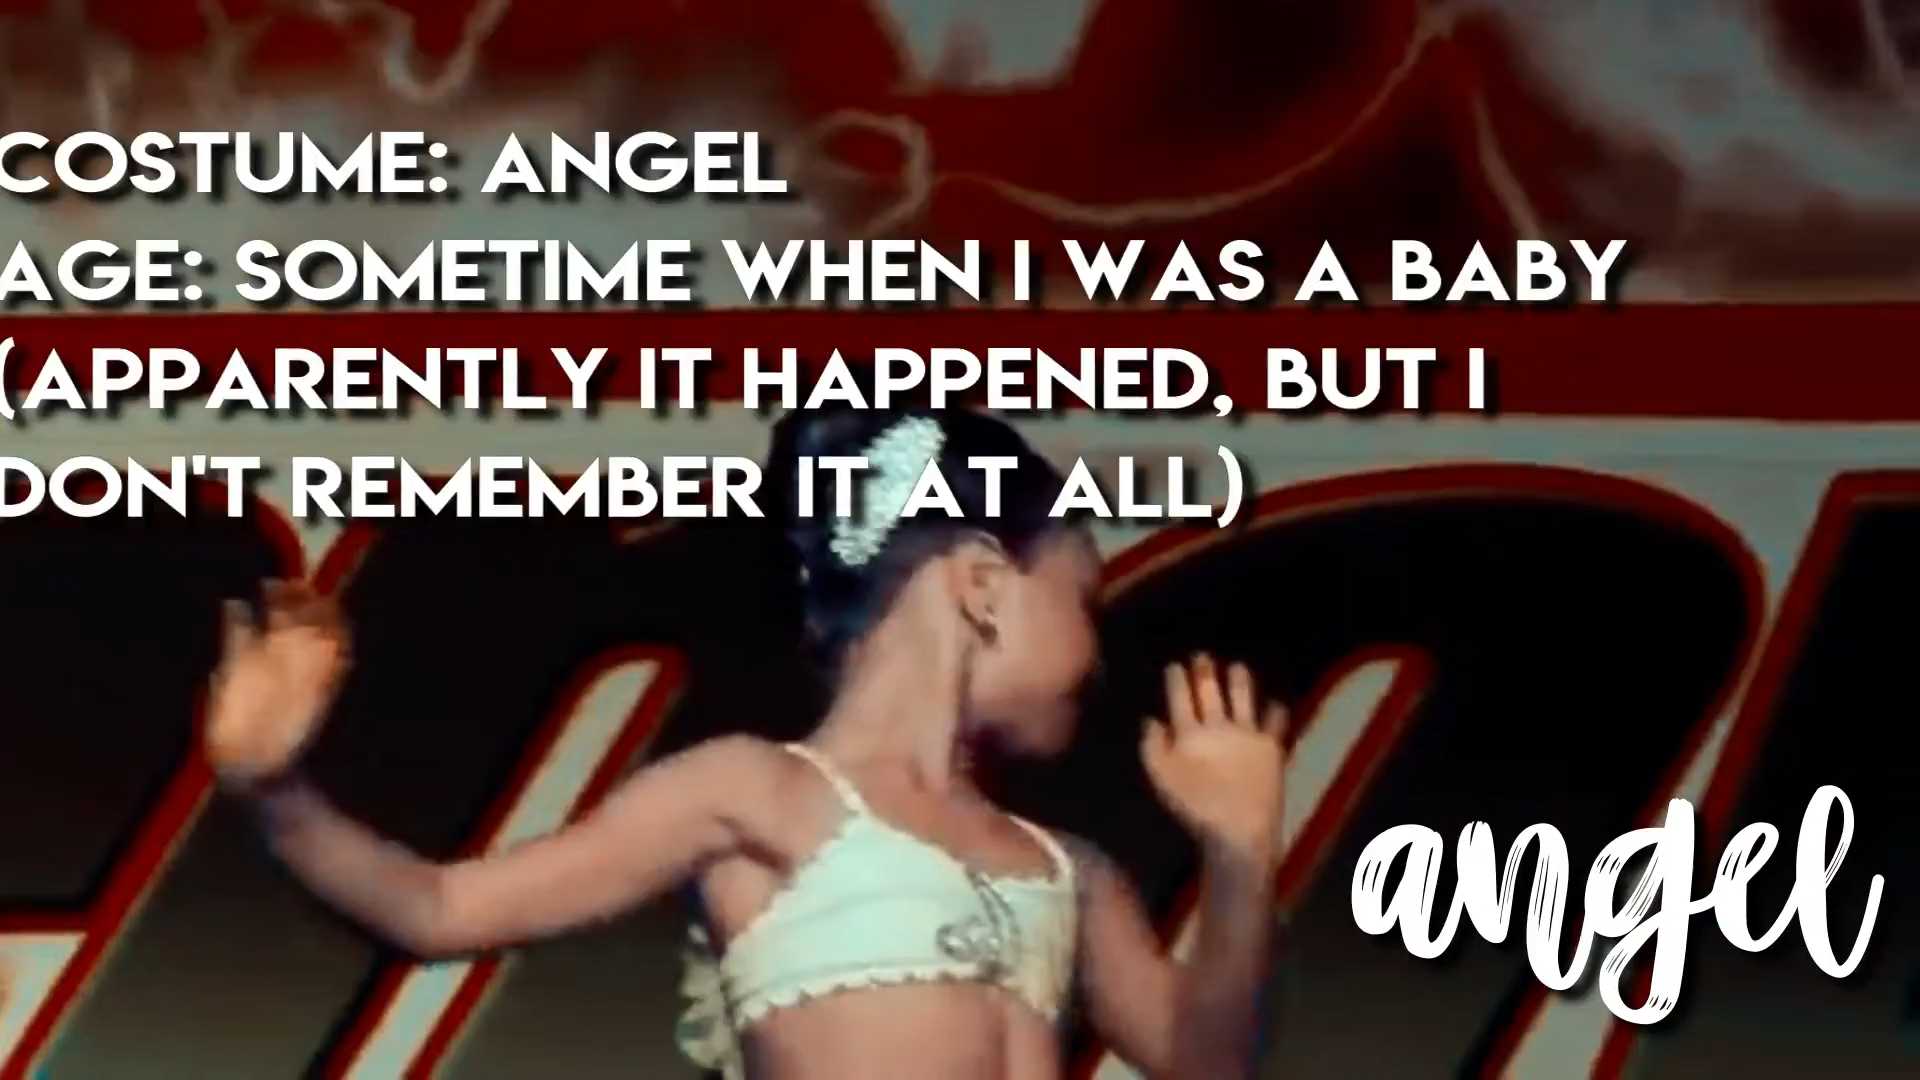 COSTUME: ANGEL
AGE: SOMETIME WHEN I WAS A BABY
(APPARENTLY IT HAPPENED, BUT I
DON'T REMEMBER IT AT ALL)
angel